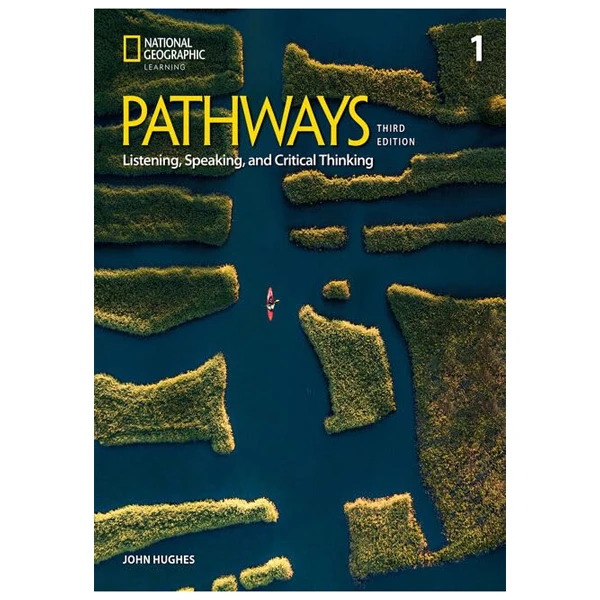 NATIONAL
GEOGRAPHIC
LEARNING
1
PATHWAYS
THIRD
EDITION
Listening, Speaking, and Critical Thinking
JOHN HUGHES